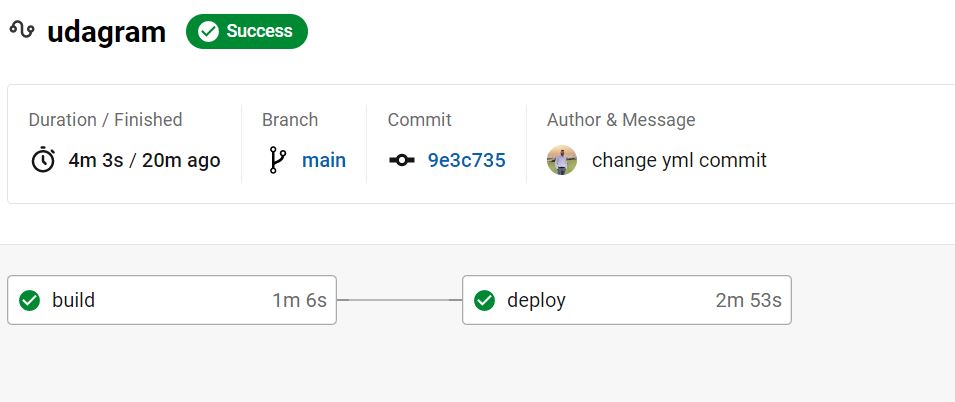 udagram Success
Duration / Finished Branch Commit Author & Message
4m 3s / 20m ago main 9e3c735 change yml commit
build 1m 6s deploy 2m 53s